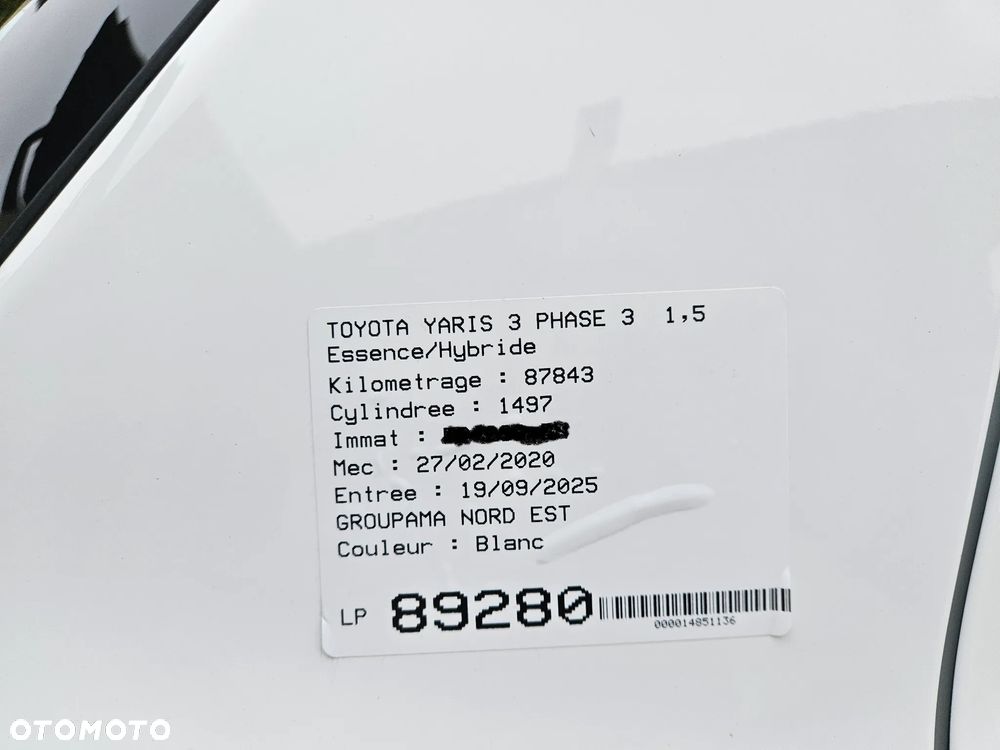 TOYOTA YARIS 3 PHASE 3 1,5
Essence/Hybride
Kilometrage : 87843
Cylindree : 1497
Immat :
Mec : 27/02/2020
Entree : 19/09/2025
GROUPAMA NORD EST
Couleur : Blanc
LP 89280
000014851136
OTOMOTO